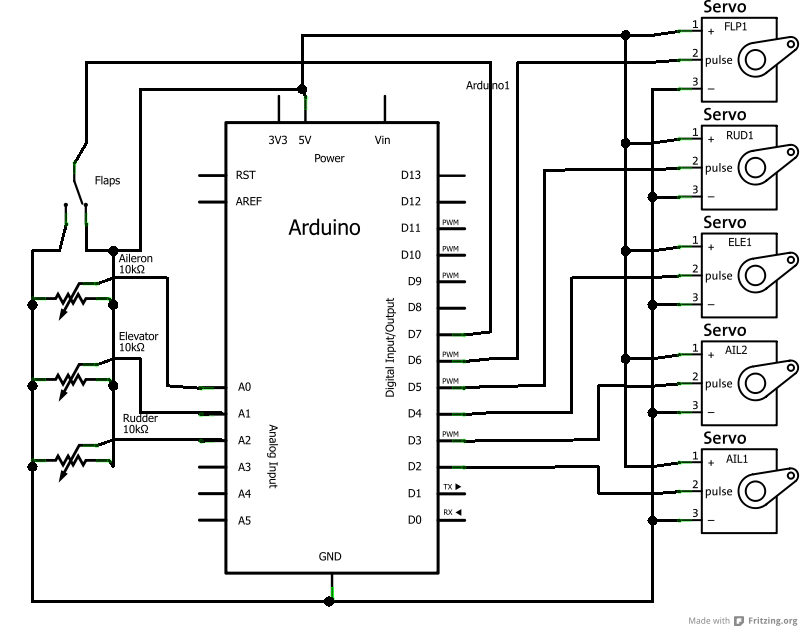 Servo
FLP1
1
+
2
pulse
3
−
Servo
RUD1
1
+
2
pulse
3
−
Servo
ELE1
1
+
2
pulse
3
−
Servo
AIL2
1
+
2
pulse
3
−
Servo
AIL1
1
+
2
pulse
3
−
Arduino1
3V3 5V Vin
Power
Arduino
RST
AREF
Flaps
Aileron
10kΩ
Elevator
10kΩ
Rudder
10kΩ
A0
A1
A2
A3
A4
A5
Analog Input
Digital Input/Output
D13
D12
D11 PWM
D10 PWM
D9 PWM
D8
D7
D6 PWM
D5 PWM
D4
D3 PWM
D2
D1 TX ▶
D0 RX ◀
GND
Made with Fritzing.org